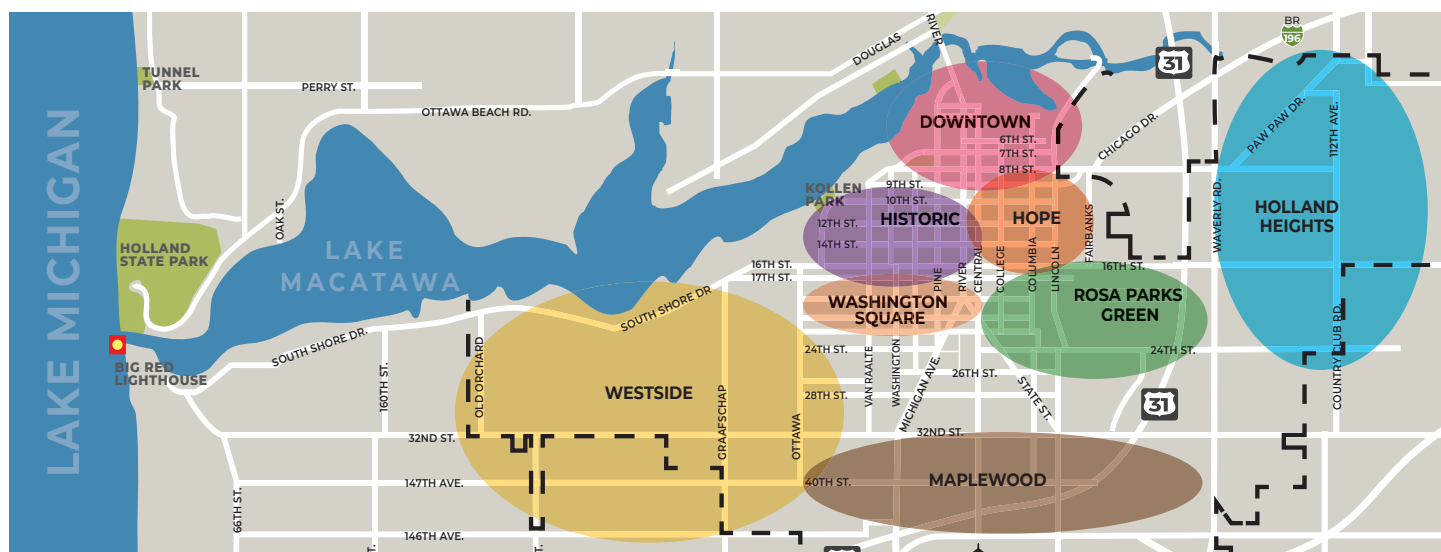 RIVER
BR
196
DOUGLAS
31
TUNNEL
PARK
PERRY ST.
OTTAWA BEACH RD.
LAKE MICHIGAN
DOWNTOWN
6TH ST.
7TH ST.
8TH ST.
CHICAGO DR.
PAW PAW DR.
112TH AVE.
KOLLEN
PARK
9TH ST.
10TH ST.
12TH ST.
14TH ST.
HISTORIC
HOPE
FAIRBANKS
WAVERLY RD.
HOLLAND
HEIGHTS
OAK ST.
HOLLAND
STATE PARK
LAKE
MACATAWA
16TH ST.
17TH ST.
PINE
RIVER
CENTRAL
COLLEGE
COLUMBIA
LINCOLN
16TH ST.
SOUTH SHORE DR
WASHINGTON
SQUARE
ROSA PARKS
GREEN
SOUTH SHORE DR.
BIG RED
LIGHTHOUSE
160TH ST.
OLD ORCHARD
24TH ST.
VAN RAALTE
WASHINGTON
MICHIGAN AVE.
26TH ST.
STATE ST.
24TH ST.
COUNTRY CLUB RD.
WESTSIDE
28TH ST.
31
GRAAFSCHAP
OTTAWA
32ND ST.
32ND ST.
147TH AVE.
40TH ST.
MAPLEWOOD
66TH ST.
146TH AVE.